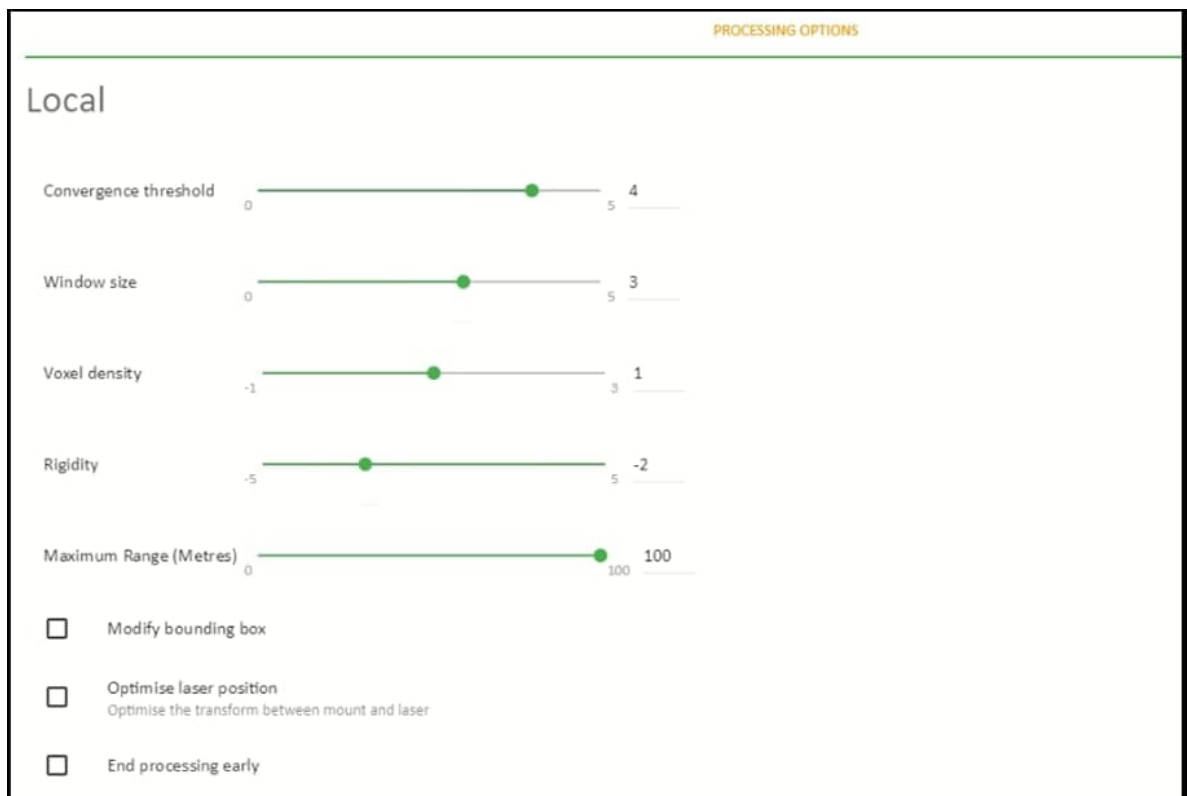 PROCESSING OPTIONS
Local
Convergence threshold 0 5 4
Window size 0 5 3
Voxel density -1 3 1
Rigidity -5 5 -2
Maximum Range (Metres) 0 100 100
Modify bounding box
Optimise laser position
Optimise the transform between mount and laser
End processing early